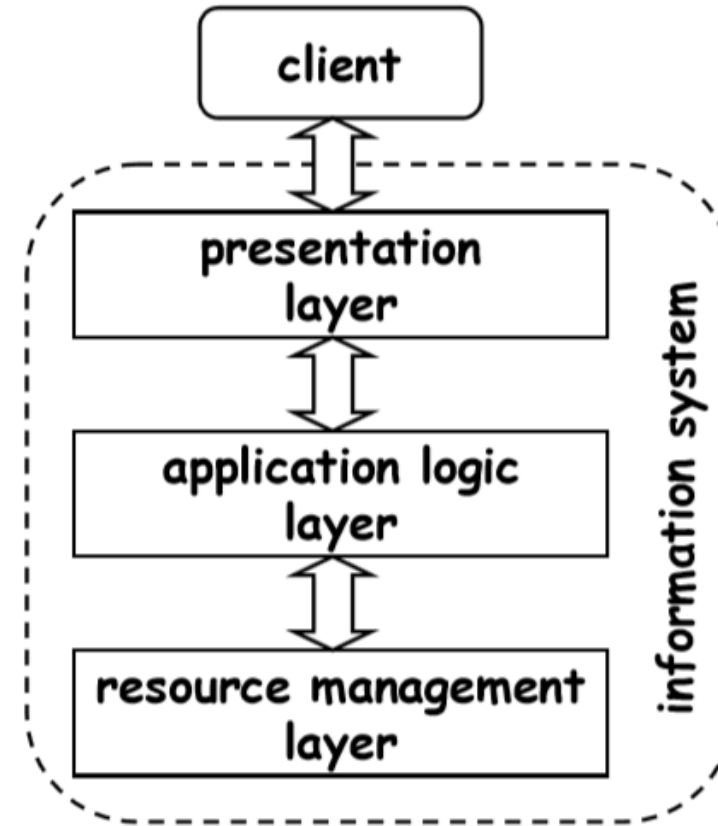 client
presentation
layer
application logic
layer
resource management
layer
information system